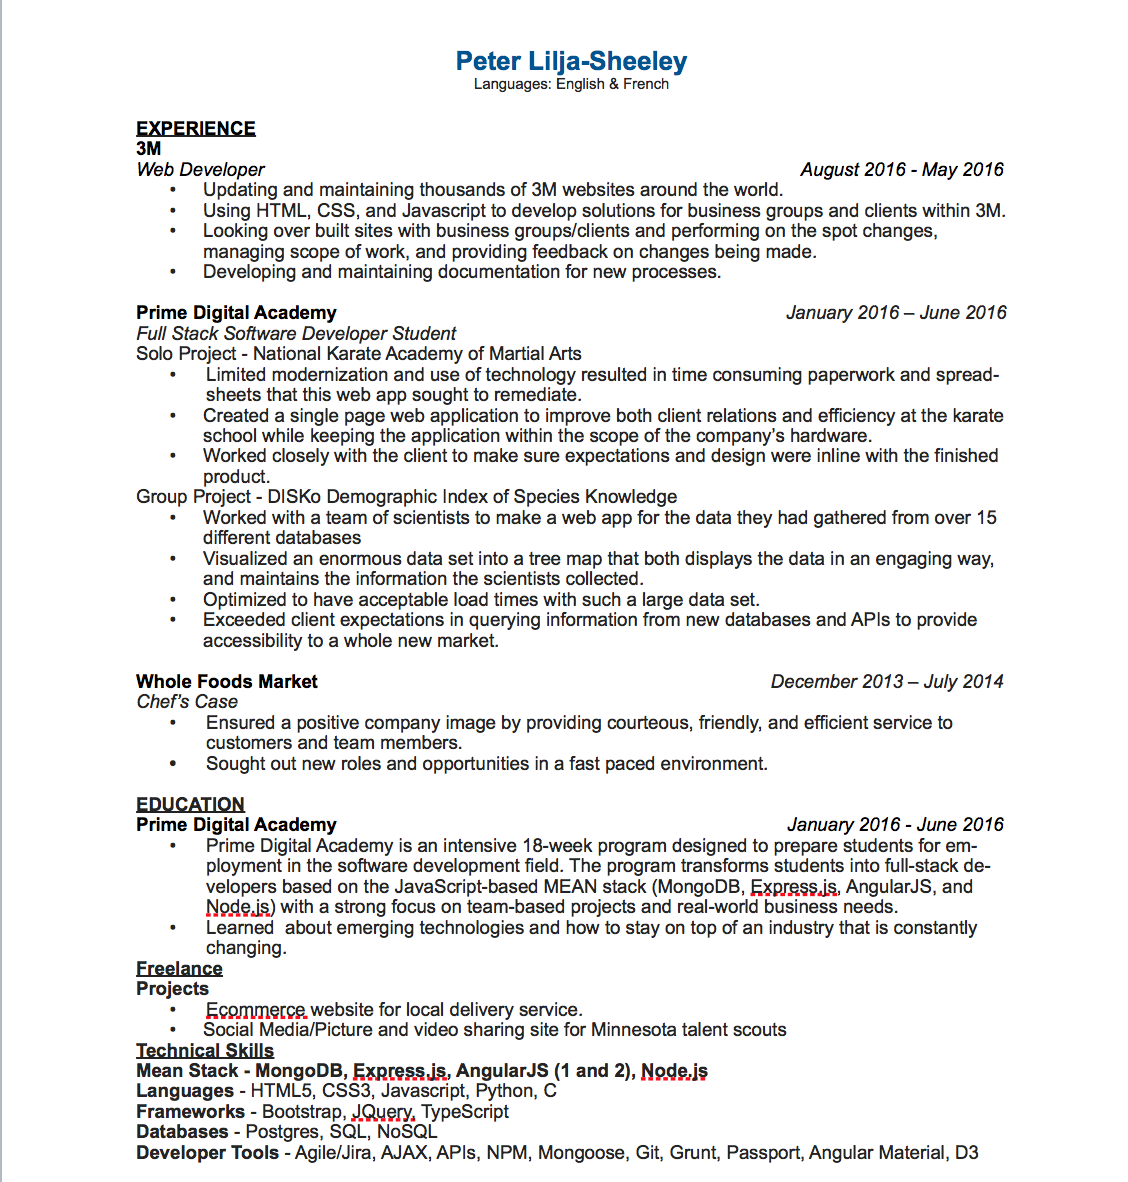 Peter Lilja-Sheeley
Languages: English & French
EXPERIENCE
3M
Web Developer August 2016 - May 2016
• Updating and maintaining thousands of 3M websites around the world.
• Using HTML, CSS, and Javascript to develop solutions for business groups and clients within 3M.
• Looking over built sites with business groups/clients and performing on the spot changes,
managing scope of work, and providing feedback on changes being made.
• Developing and maintaining documentation for new processes.
Prime Digital Academy January 2016 – June 2016
Full Stack Software Developer Student
Solo Project - National Karate Academy of Martial Arts
• Limited modernization and use of technology resulted in time consuming paperwork and spread-
sheets that this web app sought to remediate.
• Created a single page web application to improve both client relations and efficiency at the karate
school while keeping the application within the scope of the company's hardware.
• Worked closely with the client to make sure expectations and design were inline with the finished
product.
Group Project - DISKo Demographic Index of Species Knowledge
• Worked with a team of scientists to make a web app for the data they had gathered from over 15
different databases
• Visualized an enormous data set into a tree map that both displays the data in an engaging way,
and maintains the information the scientists collected.
• Optimized to have acceptable load times with such a large data set.
• Exceeded client expectations in querying information from new databases and APIs to provide
accessibility to a whole new market.
Whole Foods Market December 2013 – July 2014
Chef's Case
• Ensured a positive company image by providing courteous, friendly, and efficient service to
customers and team members.
• Sought out new roles and opportunities in a fast paced environment.
EDUCATION
Prime Digital Academy January 2016 - June 2016
• Prime Digital Academy is an intensive 18-week program designed to prepare students for em-
ployment in the software development field. The program transforms students into full-stack de-
velopers based on the JavaScript-based MEAN stack (MongoDB, Express.js, AngularJS, and
Node.js) with a strong focus on team-based projects and real-world business needs.
• Learned  about emerging technologies and how to stay on top of an industry that is constantly
changing.
Freelance
Projects
• Ecommerce website for local delivery service.
• Social Media/Picture and video sharing site for Minnesota talent scouts
Technical Skills
Mean Stack - MongoDB, Express.js, AngularJS (1 and 2), Node.js
Languages - HTML5, CSS3, Javascript, Python, C
Frameworks - Bootstrap, JQuery, TypeScript
Databases - Postgres, SQL, NoSQL
Developer Tools - Agile/Jira, AJAX, APIs, NPM, Mongoose, Git, Grunt, Passport, Angular Material, D3